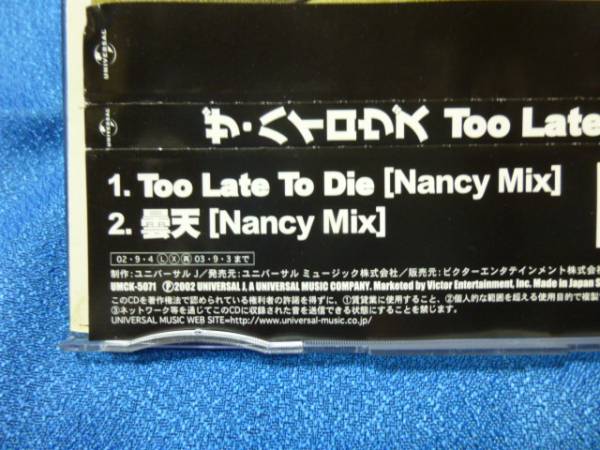 UNIVERSAL
UNIVERSAL
ザ・ハイロウズ Too Late
1. Too Late To Die [Nancy Mix]
2. 曇天 [Nancy Mix]
02・9・4 Ⓛ Ⓧ 再 03・9・3まで
制作:ユニバーサル J/発売元:ユニバーサル ミュージック株式会社/販売元:ビクターエンタテインメント株式会社
UMCK-5071 Ⓟ2002 UNIVERSAL J, A UNIVERSAL MUSIC COMPANY. Marketed by Victor Entertainment, Inc. Made in Japan
このCDを著作権法で認められている権利者の許諾を得ずに、①賃貸業に使用すること、②個人的な範囲を超える使用目的で複製
③ネットワーク等を通じてこのCDに収録された音を送信できる状態にすることを禁じます。
UNIVERSAL MUSIC WEB SITE=http://www.universal-music.co.jp/